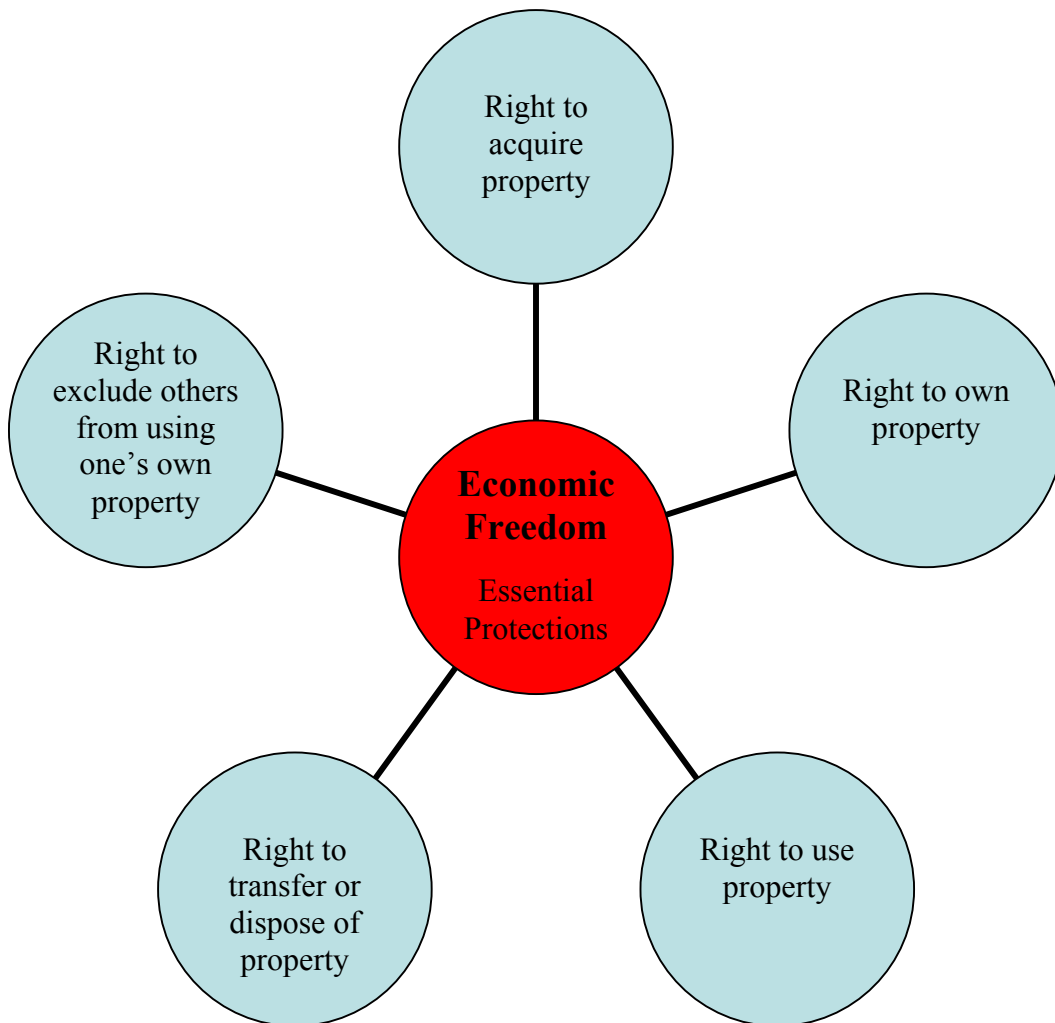 Right to
acquire
property
Right to
exclude others
from using
one’s own
property
Right to own
property
Economic
Freedom
Essential
Protections
Right to
transfer or
dispose of
property
Right to use
property